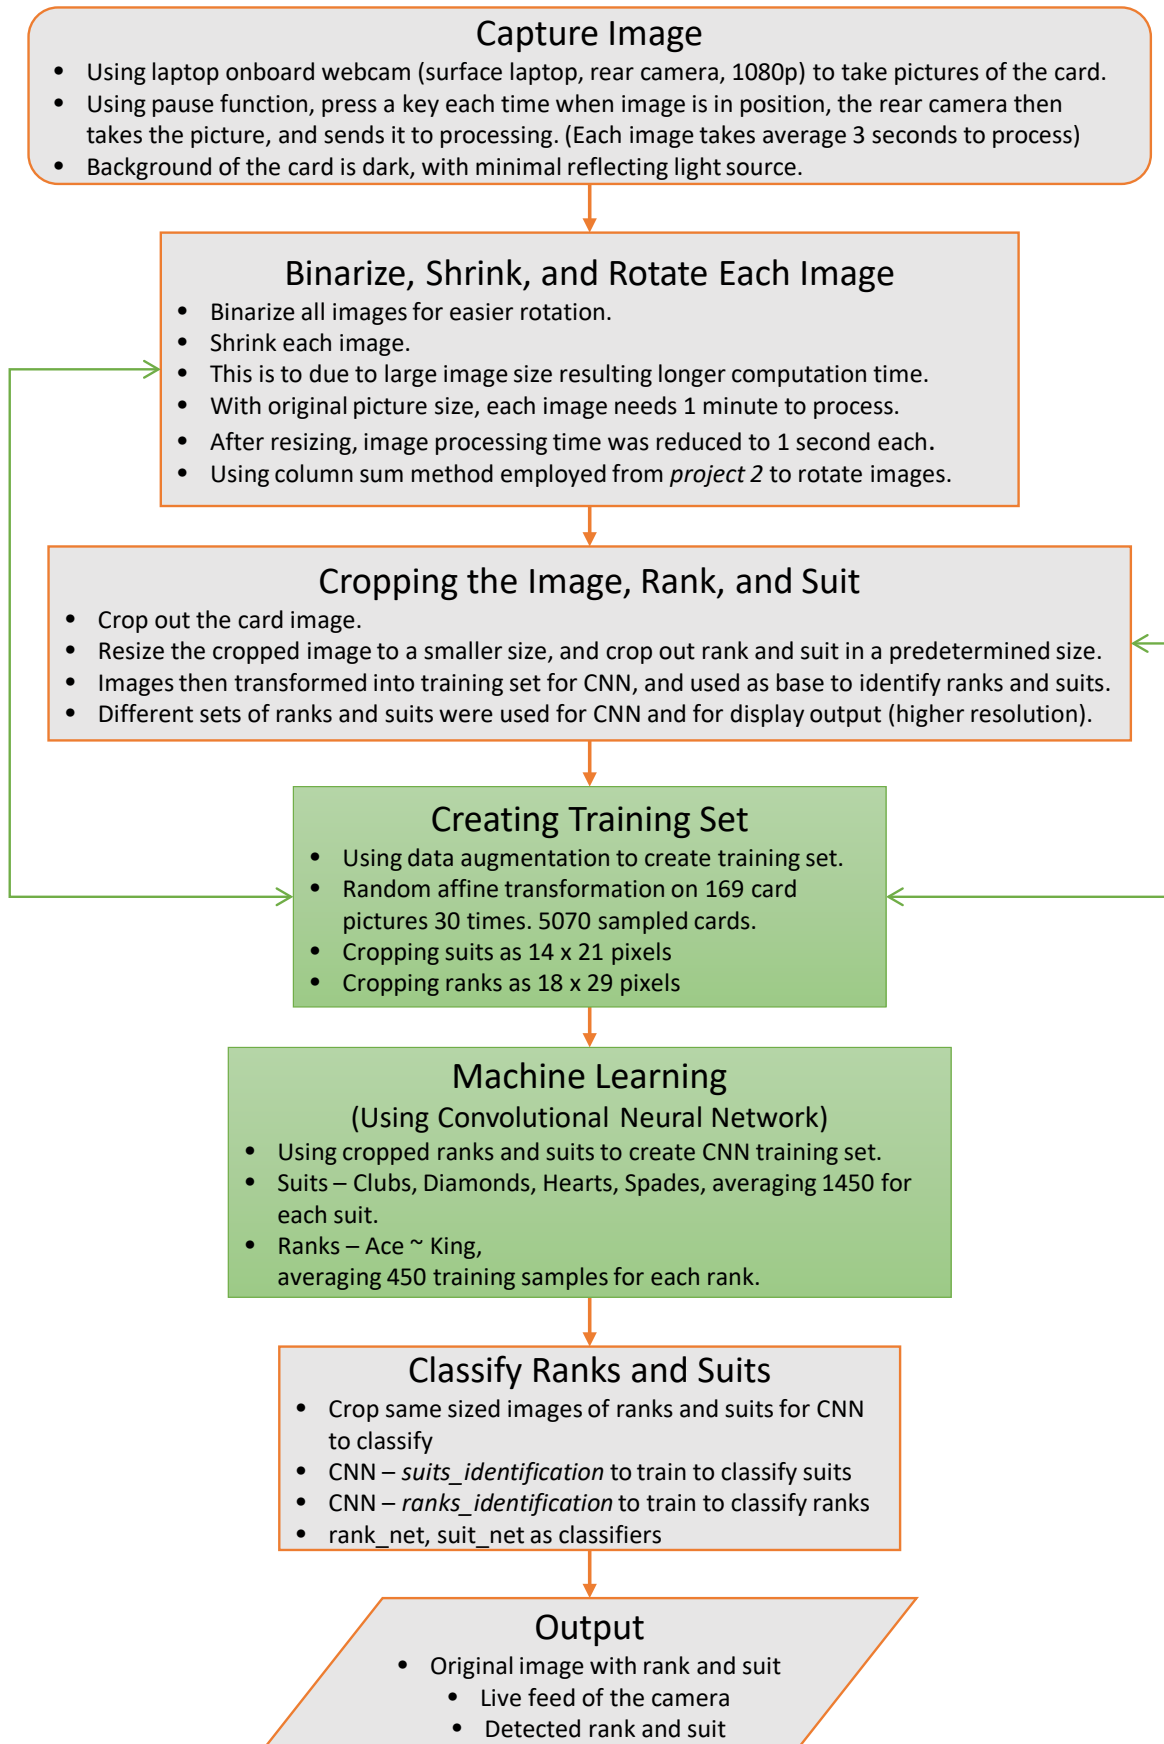 Capture Image
• Using laptop onboard webcam (surface laptop, rear camera, 1080p) to take pictures of the card.
• Using pause function, press a key each time when image is in position, the rear camera then
takes the picture, and sends it to processing. (Each image takes average 3 seconds to process)
• Background of the card is dark, with minimal reflecting light source.
Binarize, Shrink, and Rotate Each Image
• Binarize all images for easier rotation.
• Shrink each image.
• This is to due to large image size resulting longer computation time.
• With original picture size, each image needs 1 minute to process.
• After resizing, image processing time was reduced to 1 second each.
• Using column sum method employed from project 2 to rotate images.
Cropping the Image, Rank, and Suit
• Crop out the card image.
• Resize the cropped image to a smaller size, and crop out rank and suit in a predetermined size.
• Images then transformed into training set for CNN, and used as base to identify ranks and suits.
• Different sets of ranks and suits were used for CNN and for display output (higher resolution).
Creating Training Set
• Using data augmentation to create training set.
• Random affine transformation on 169 card
pictures 30 times. 5070 sampled cards.
• Cropping suits as 14 x 21 pixels
• Cropping ranks as 18 x 29 pixels
Machine Learning
(Using Convolutional Neural Network)
• Using cropped ranks and suits to create CNN training set.
• Suits – Clubs, Diamonds, Hearts, Spades, averaging 1450 for
each suit.
• Ranks – Ace ~ King,
averaging 450 training samples for each rank.
Classify Ranks and Suits
• Crop same sized images of ranks and suits for CNN
to classify
• CNN – suits_identification to train to classify suits
• CNN – ranks_identification to train to classify ranks
• rank_net, suit_net as classifiers
Output
• Original image with rank and suit
• Live feed of the camera
• Detected rank and suit